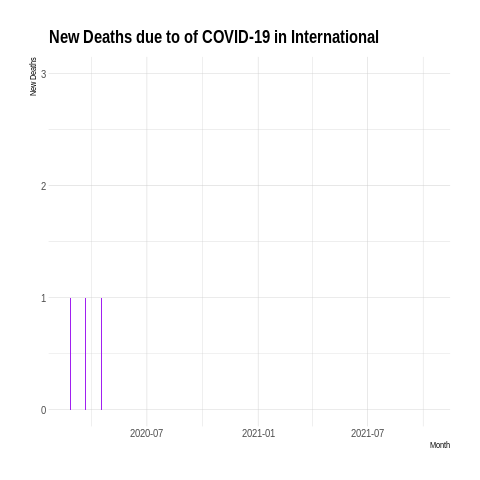 New Deaths due to of COVID-19 in International
New Deaths
3
2
1
0
2020-07 2021-01 2021-07
Month